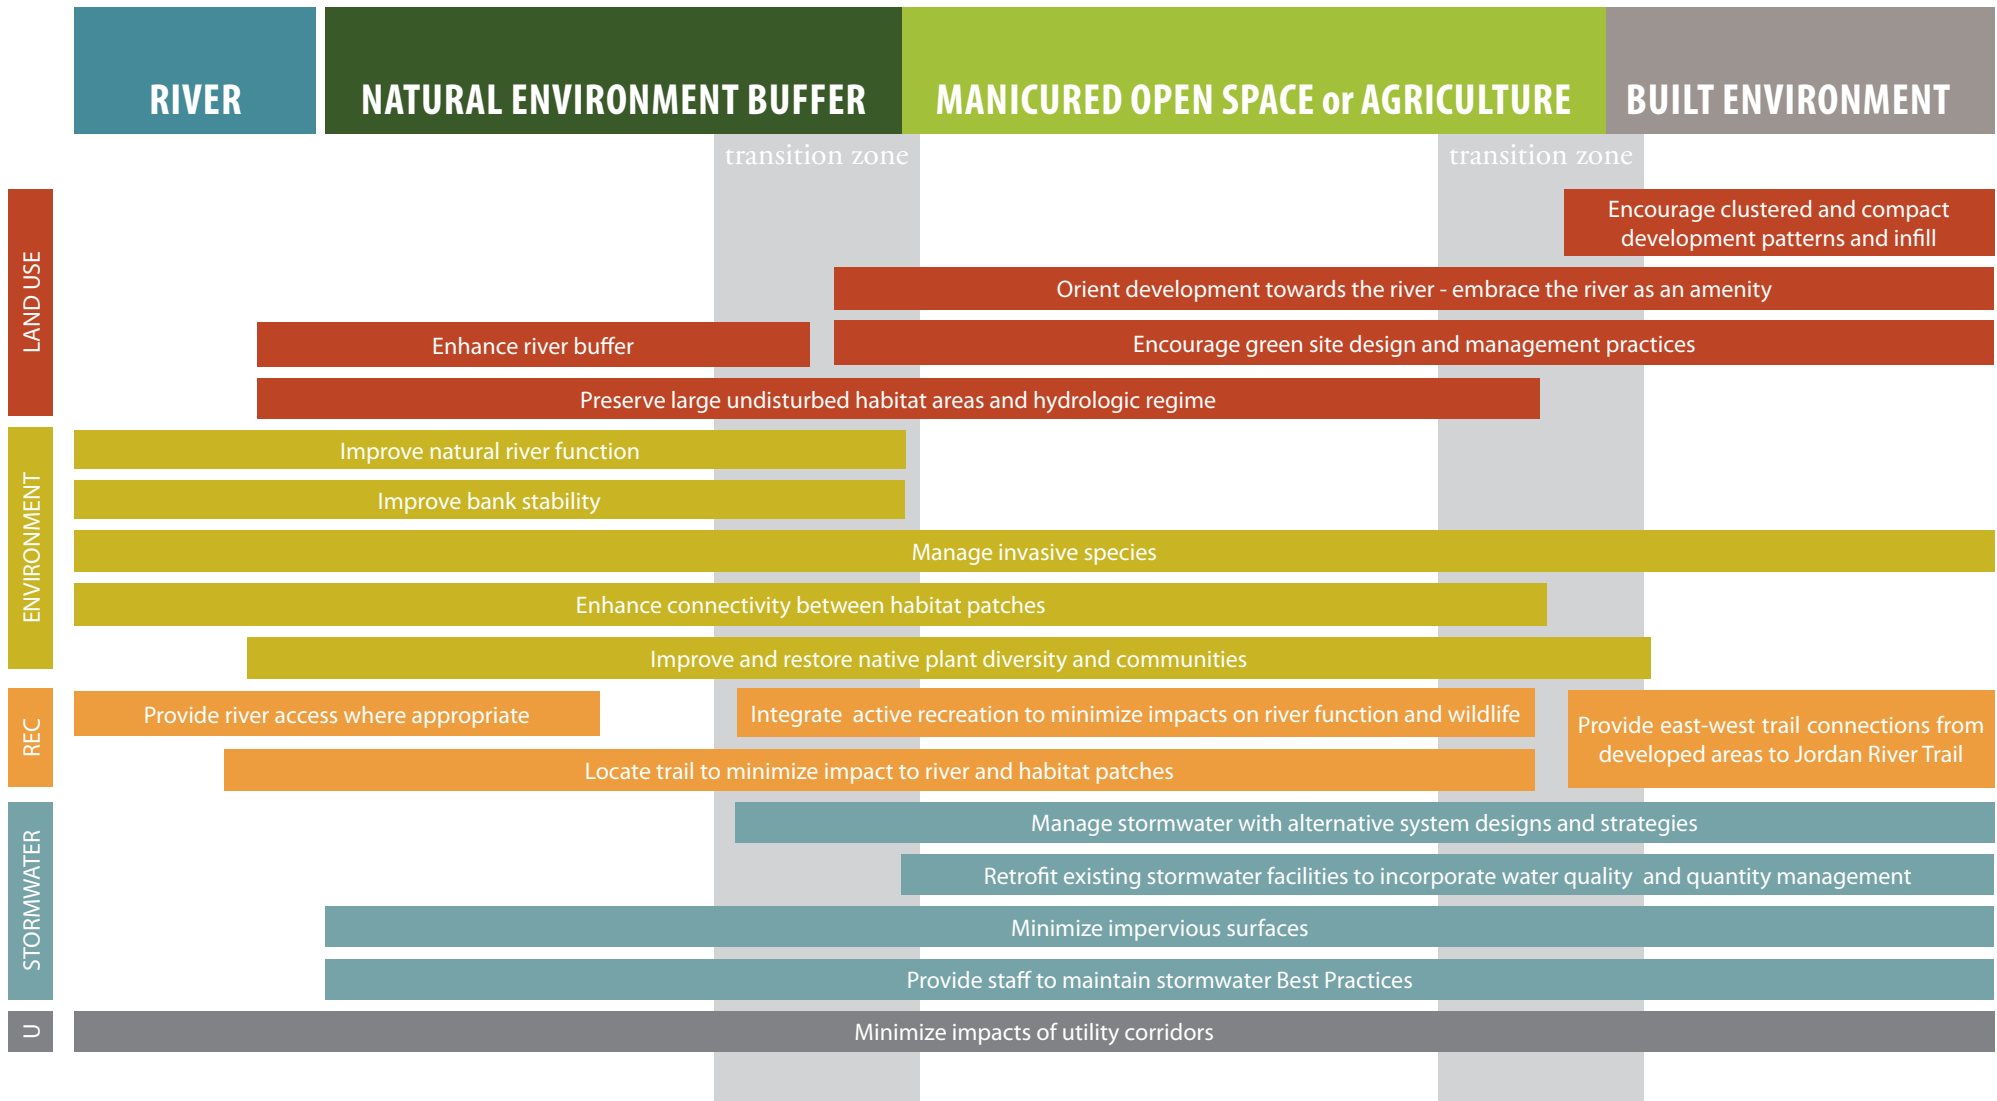 RIVER
NATURAL ENVIRONMENT BUFFER
MANICURED OPEN SPACE or AGRICULTURE
BUILT ENVIRONMENT
transition zone
transition zone
LAND USE
Encourage clustered and compact
development patterns and infill
Orient development towards the river - embrace the river as an amenity
Enhance river buffer
Encourage green site design and management practices
Preserve large undisturbed habitat areas and hydrologic regime
ENVIRONMENT
Improve natural river function
Improve bank stability
Manage invasive species
Enhance connectivity between habitat patches
Improve and restore native plant diversity and communities
REC
Provide river access where appropriate
Integrate active recreation to minimize impacts on river function and wildlife
Provide east-west trail connections from
developed areas to Jordan River Trail
Locate trail to minimize impact to river and habitat patches
STORMWATER
Manage stormwater with alternative system designs and strategies
Retrofit existing stormwater facilities to incorporate water quality and quantity management
Minimize impervious surfaces
Provide staff to maintain stormwater Best Practices
U
Minimize impacts of utility corridors